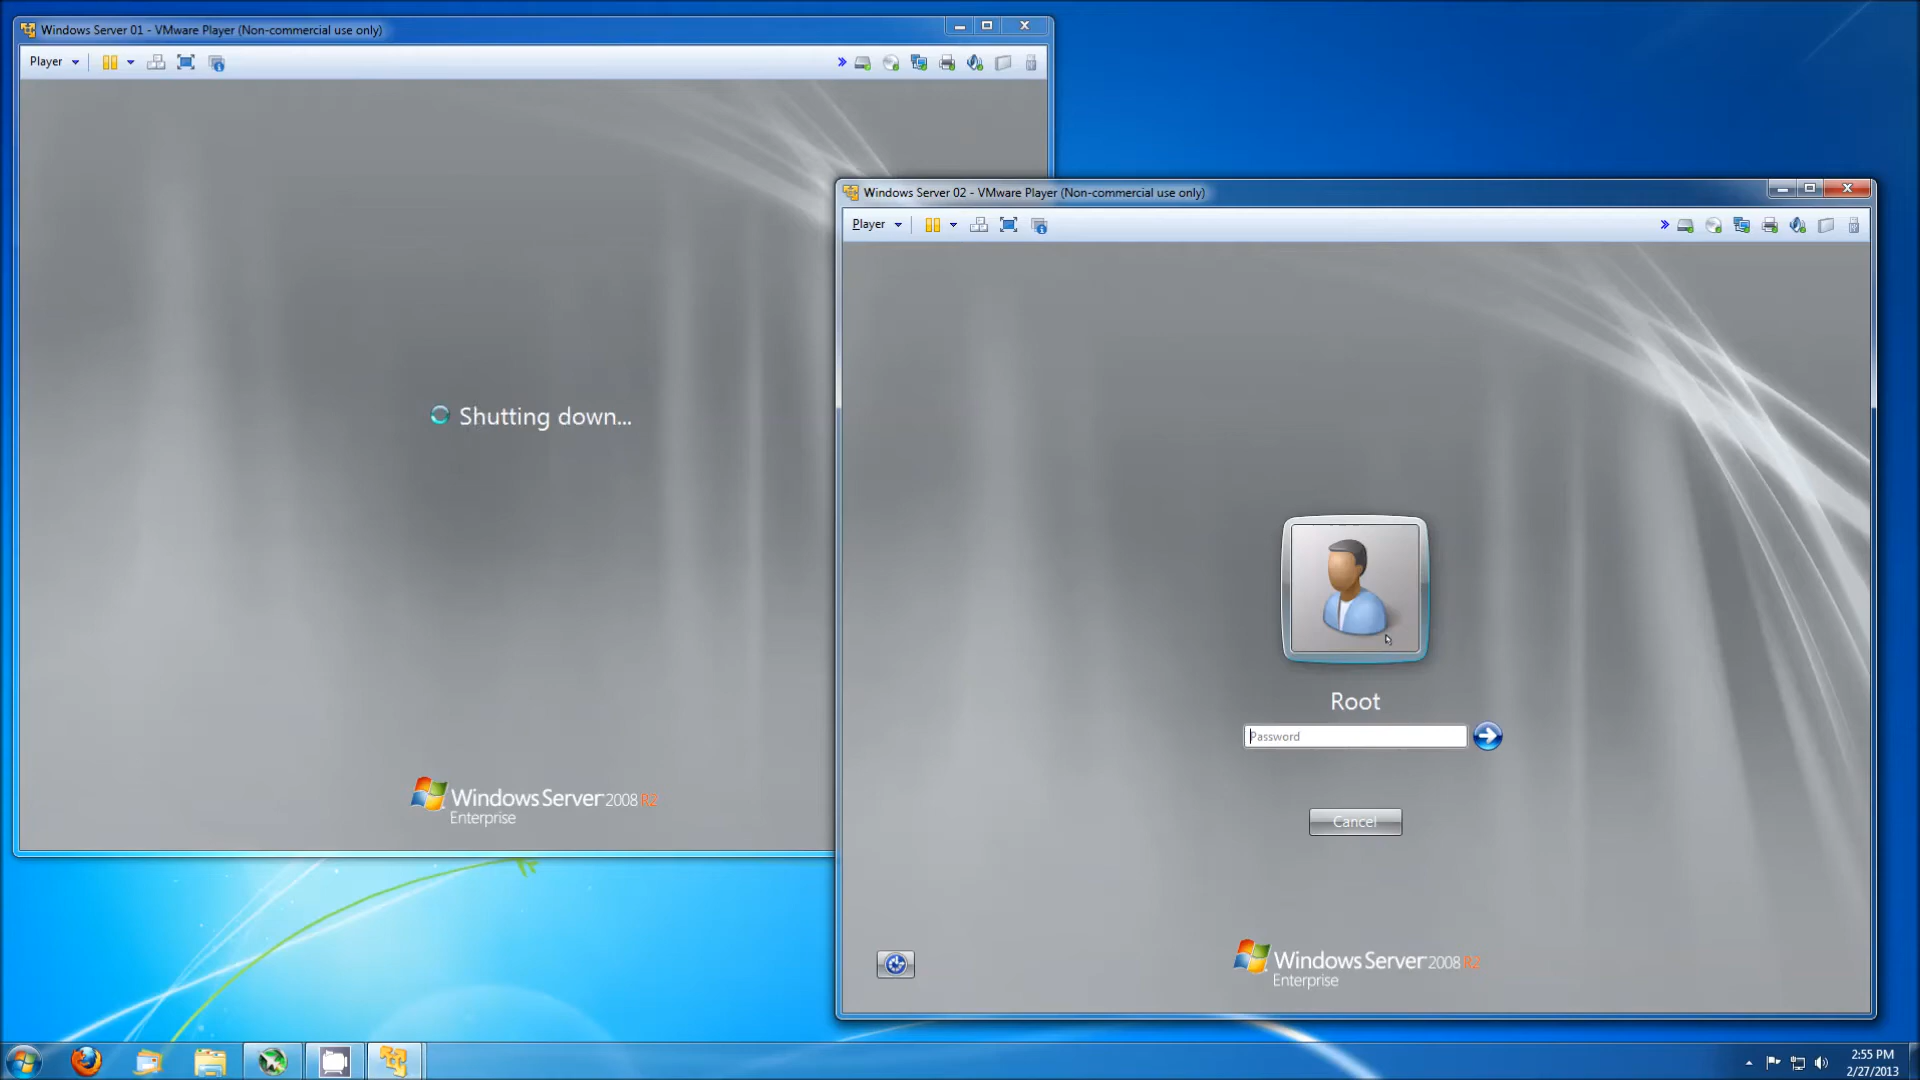 Windows Server 01 - VMware Player (Non-commercial use only)
Player
Shutting down...
Windows Server 2008 R2
Enterprise
Windows Server 02 - VMware Player (Non-commercial use only)
Player
Root
Password
Cancel
Windows Server 2008 R2
Enterprise
2:55 PM
2/27/2013